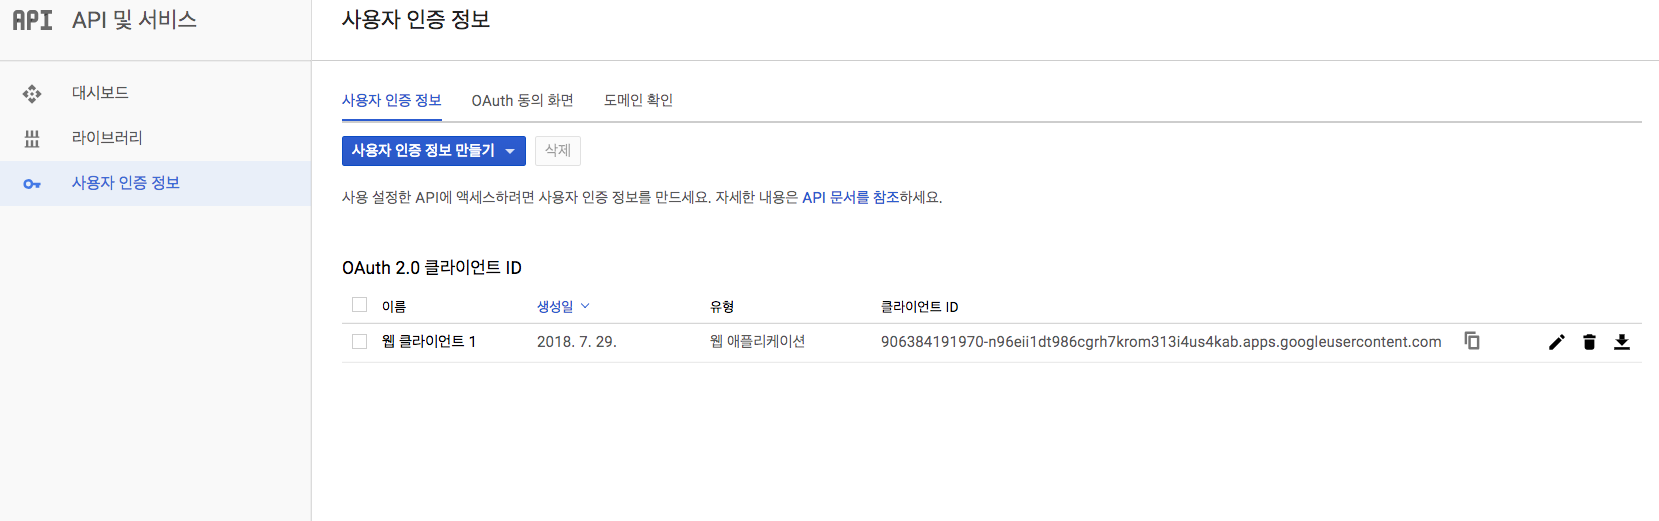 API API 및 서비스
사용자 인증 정보
대시보드
라이브러리
사용자 인증 정보
사용자 인증 정보 OAuth 동의 화면 도메인 확인
사용자 인증 정보 만들기 삭제
사용 설정한 API에 액세스하려면 사용자 인증 정보를 만드세요. 자세한 내용은 API 문서를 참조하세요.
OAuth 2.0 클라이언트 ID
이름 생성일 유형 클라이언트 ID
웹 클라이언트 1 2018. 7. 29. 웹 애플리케이션 906384191970-n96eii1dt986cgrh7krom313i4us4kab.apps.googleusercontent.com